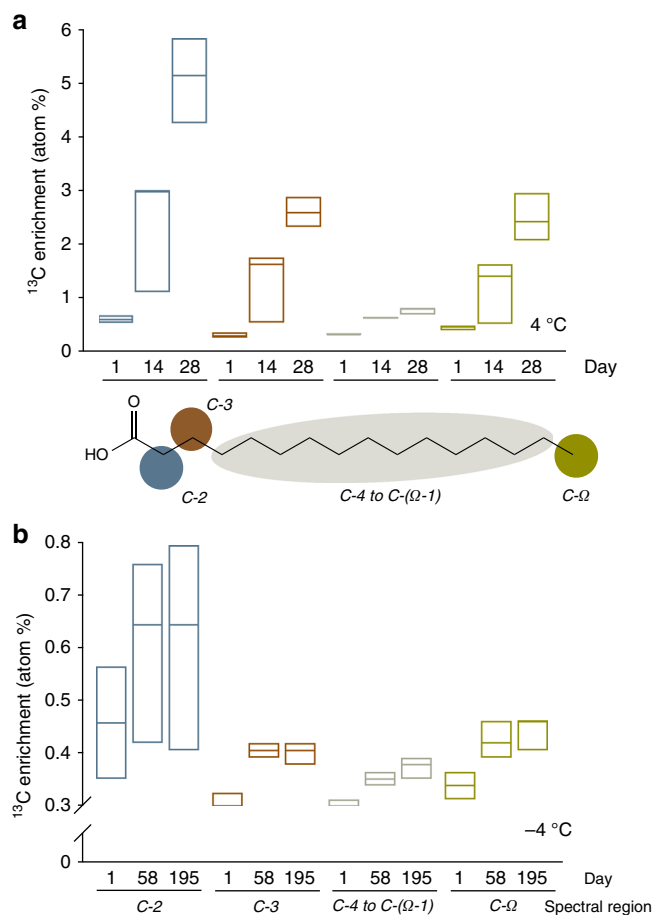 a
6
5
4
3
2
1
0
¹³C enrichment (atom %)
4 °C
1 14 28 1 14 28 1 14 28 1 14 28 Day
O
HO
C-3
C-2
C-4 to C-(Ω-1)
C-Ω
b
0.8
0.7
0.6
0.5
0.4
0.3
0
¹³C enrichment (atom %)
–4 °C
1 58 195 1 58 195 1 58 195 1 58 195 Day
C-2 C-3 C-4 to C-(Ω-1) C-Ω Spectral region